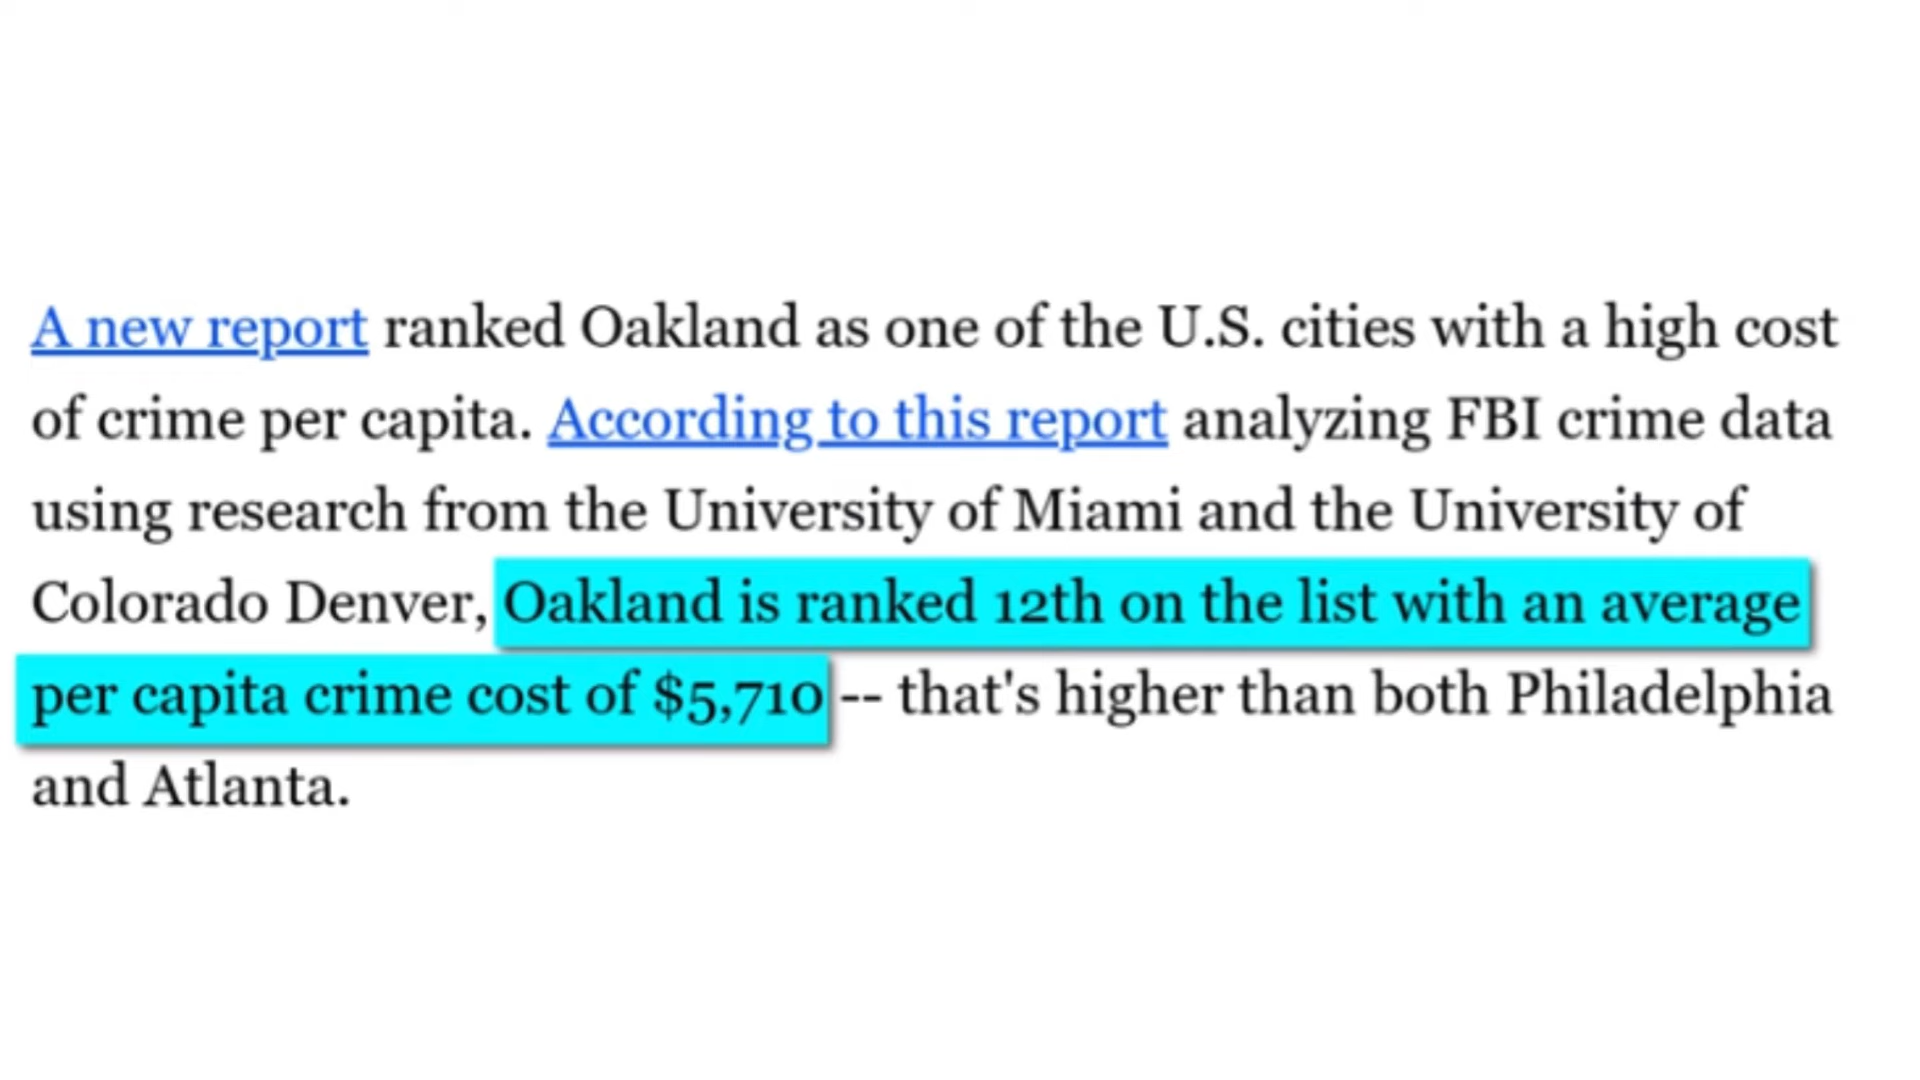 A new report ranked Oakland as one of the U.S. cities with a high cost
of crime per capita. According to this report analyzing FBI crime data
using research from the University of Miami and the University of
Colorado Denver, Oakland is ranked 12th on the list with an average
per capita crime cost of $5,710 -- that's higher than both Philadelphia
and Atlanta.